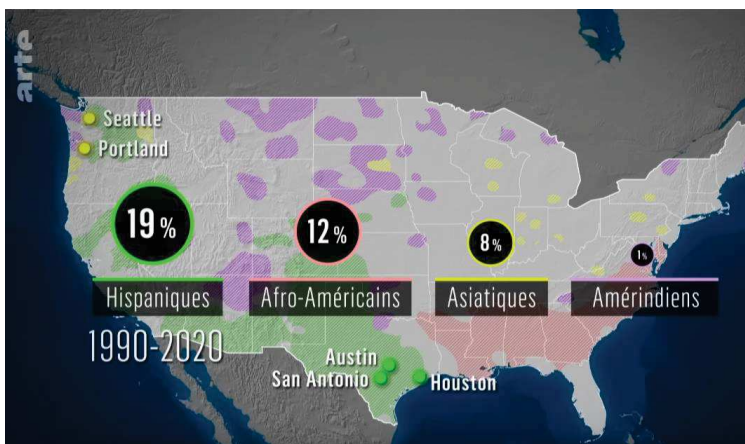 arte
Seattle
Portland
19 %
12 %
8 %
1 %
Hispaniques
Afro-Américains
Asiatiques
Amérindiens
1990-2020
Austin
San Antonio
Houston